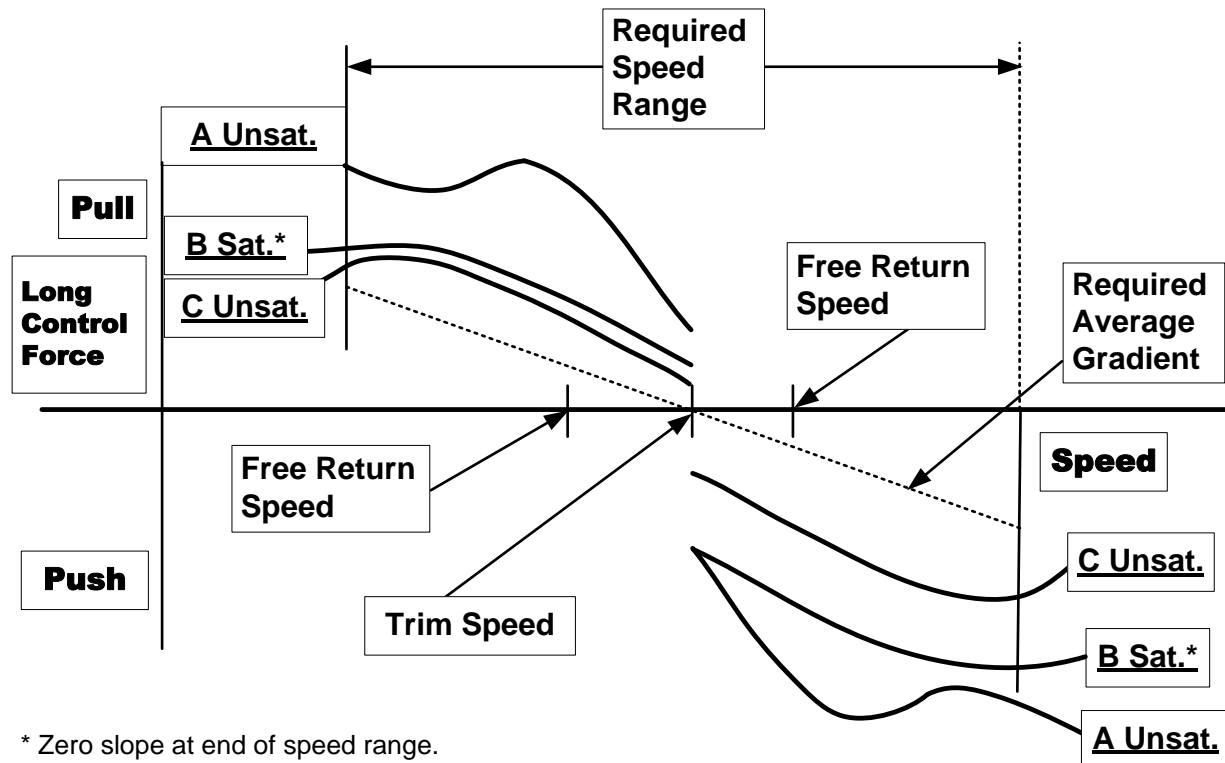 Required
Speed
Range
A Unsat.
Pull
B Sat.*
C Unsat.
Long
Control
Force
Free Return
Speed
Required
Average
Gradient
Free Return
Speed
Speed
Push
Trim Speed
C Unsat.
B Sat.*
A Unsat.
* Zero slope at end of speed range.